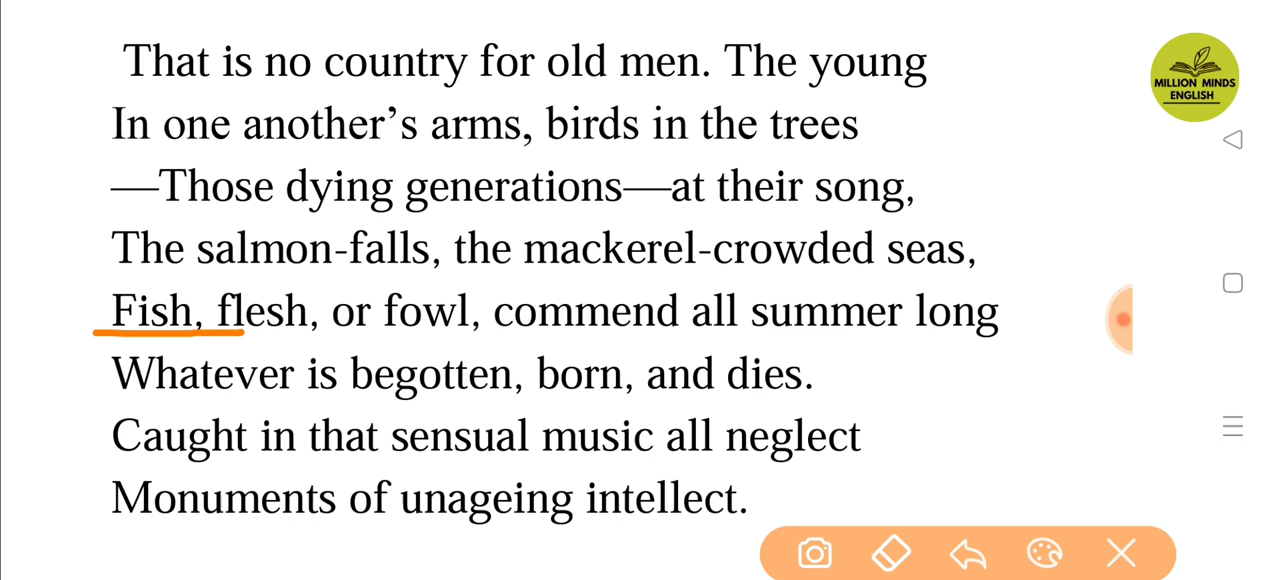 That is no country for old men. The young
In one another’s arms, birds in the trees
—Those dying generations—at their song,
The salmon-falls, the mackerel-crowded seas,
Fish, flesh, or fowl, commend all summer long
Whatever is begotten, born, and dies.
Caught in that sensual music all neglect
Monuments of unageing intellect.
MILLION MINDS
ENGLISH